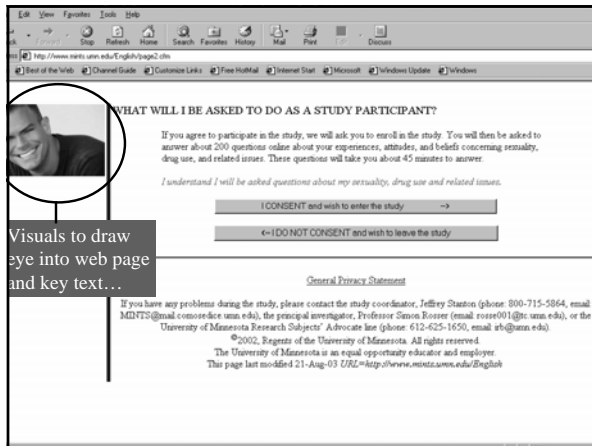 Edit View Favorites Tools Help
Stop Refresh Home Search Favorites History Mail Print Edit Discuss
http://www.mints.umn.edu/English/page2.cfm
Best of the Web Channel Guide Customize Links Free HotMail Internet Start Microsoft Windows Update Windows
WHAT WILL I BE ASKED TO DO AS A STUDY PARTICIPANT?
If you agree to participate in the study, we will ask you to enroll in the study. You will then be asked to
answer about 200 questions online about your experiences, attitudes, and beliefs concerning sexuality,
drug use, and related issues. These questions will take you about 45 minutes to answer.
I understand I will be asked questions about my sexuality, drug use and related issues.
I CONSENT and wish to enter the study -->
<-- I DO NOT CONSENT and wish to leave the study
Visuals to draw
eye into web page
and key text…
General Privacy Statement
If you have any problems during the study, please contact the study coordinator, Jeffrey Stanton (phone: 800-715-5864, email:
MINTS@mail.comosedice.umn.edu), the principal investigator, Professor Simon Rosser (email: rosse001@tc.umn.edu), or the
University of Minnesota Research Subjects' Advocate line (phone: 612-625-1650, email: irb@umn.edu).
©2002, Regents of the University of Minnesota. All rights reserved.
The University of Minnesota is an equal opportunity educator and employer.
This page last modified 21-Aug-03 URL=http://www.mints.umn.edu/English